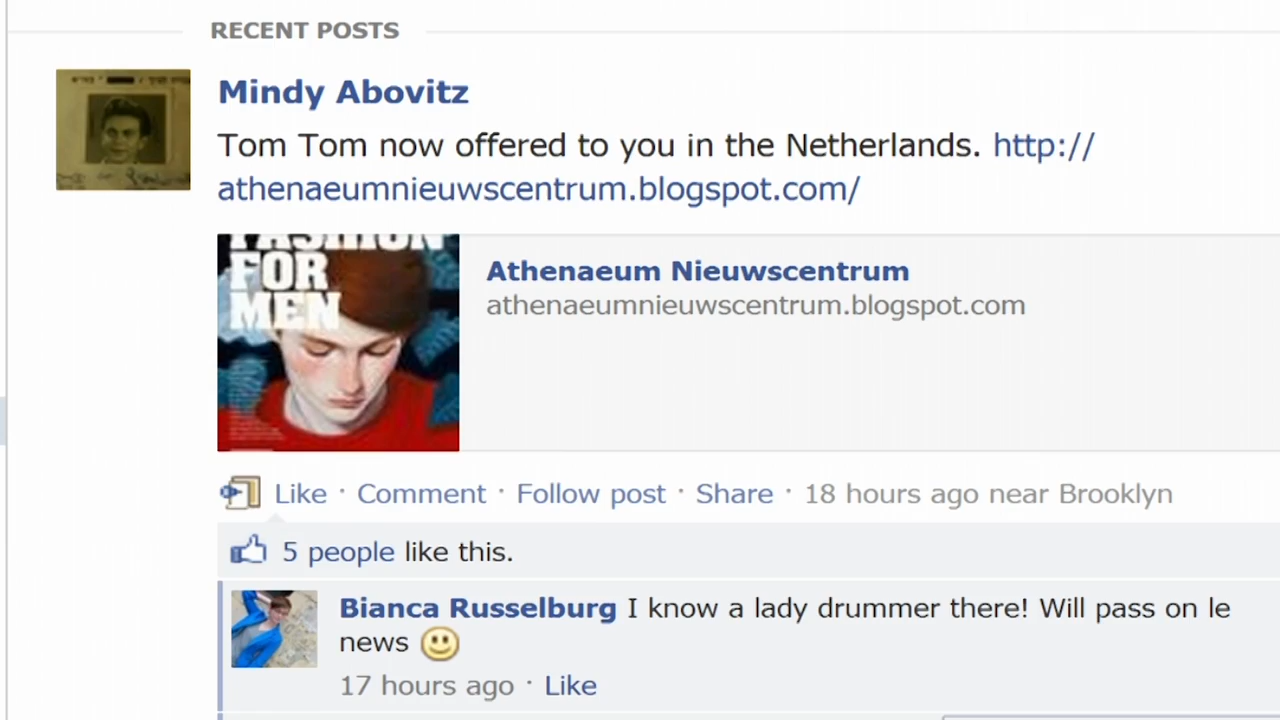 RECENT POSTS
Mindy Abovitz
Tom Tom now offered to you in the Netherlands. http://
athenaeumnieuwscentrum.blogspot.com/
FASHION
FOR
MEN
Athenaeum Nieuwscentrum
athenaeumnieuwscentrum.blogspot.com
Like · Comment · Follow post · Share · 18 hours ago near Brooklyn
5 people like this.
Bianca Russelburg I know a lady drummer there! Will pass on le
news
17 hours ago · Like